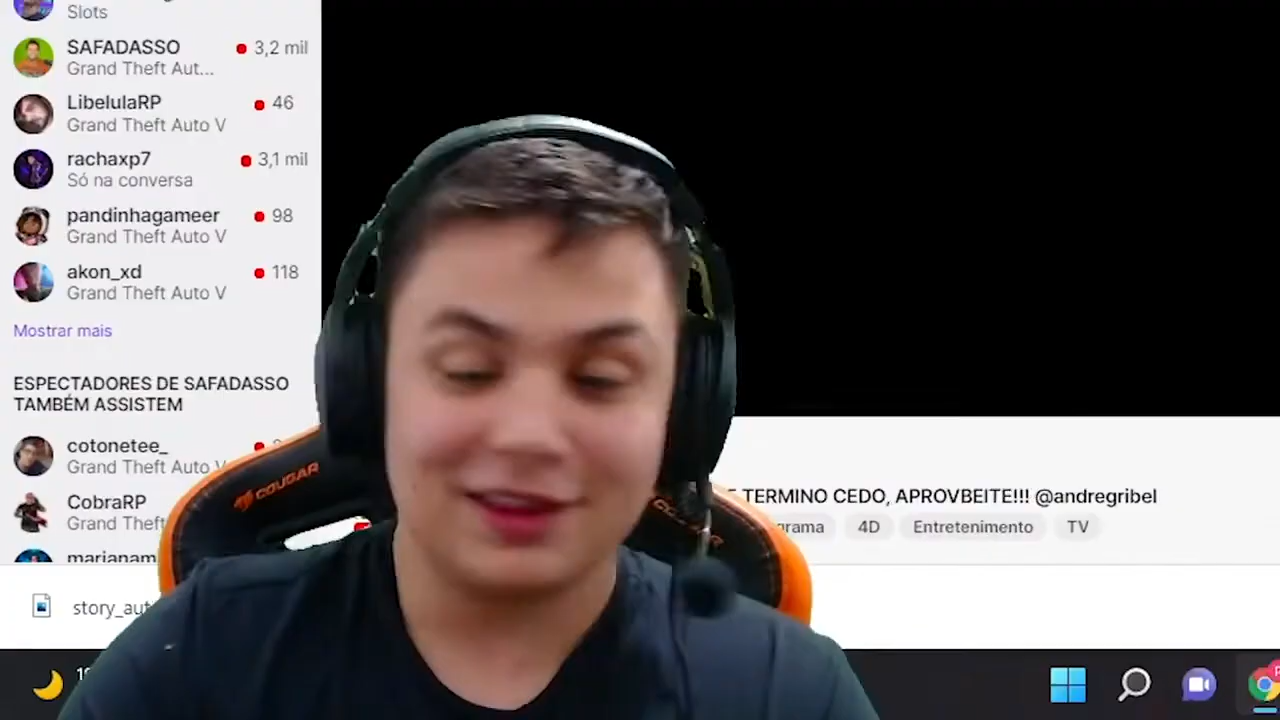 Slots
SAFADASSO
3,2 mil
Grand Theft Aut...
LibelulaRP
46
Grand Theft Auto V
rachaxp7
3,1 mil
Só na conversa
pandinhagameer
98
Grand Theft Auto V
akon_xd
118
Grand Theft Auto V
Mostrar mais
ESPECTADORES DE SAFADASSO
TAMBÉM ASSISTEM
cotonetee_
Grand Theft Auto V
CobraRP
Grand Theft
marianam
COUGAR
TERMINO CEDO, APROVBEITE!!! @andregribel
grama
4D
Entretenimento
TV
story_aut